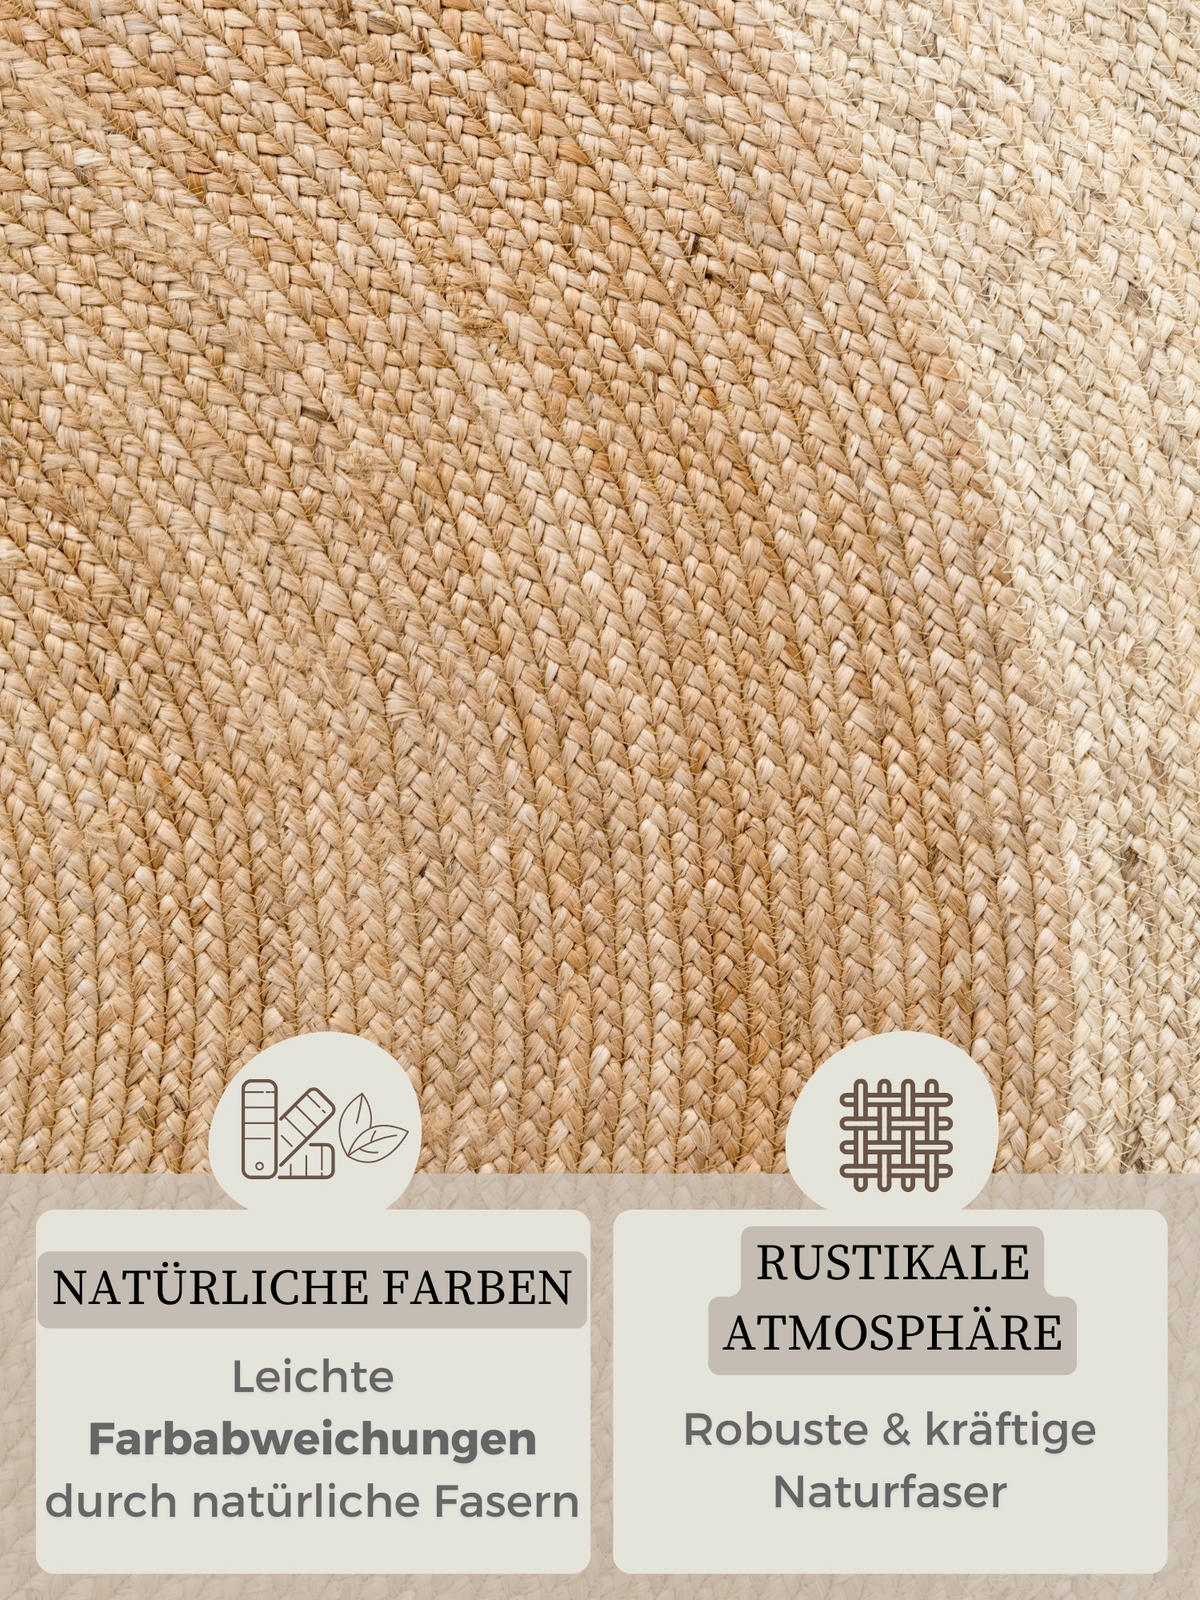 NATÜRLICHE FARBEN
Leichte
Farbabweichungen
durch natürliche Fasern
RUSTIKALE
ATMOSPHÄRE
Robuste & kräftige
Naturfaser